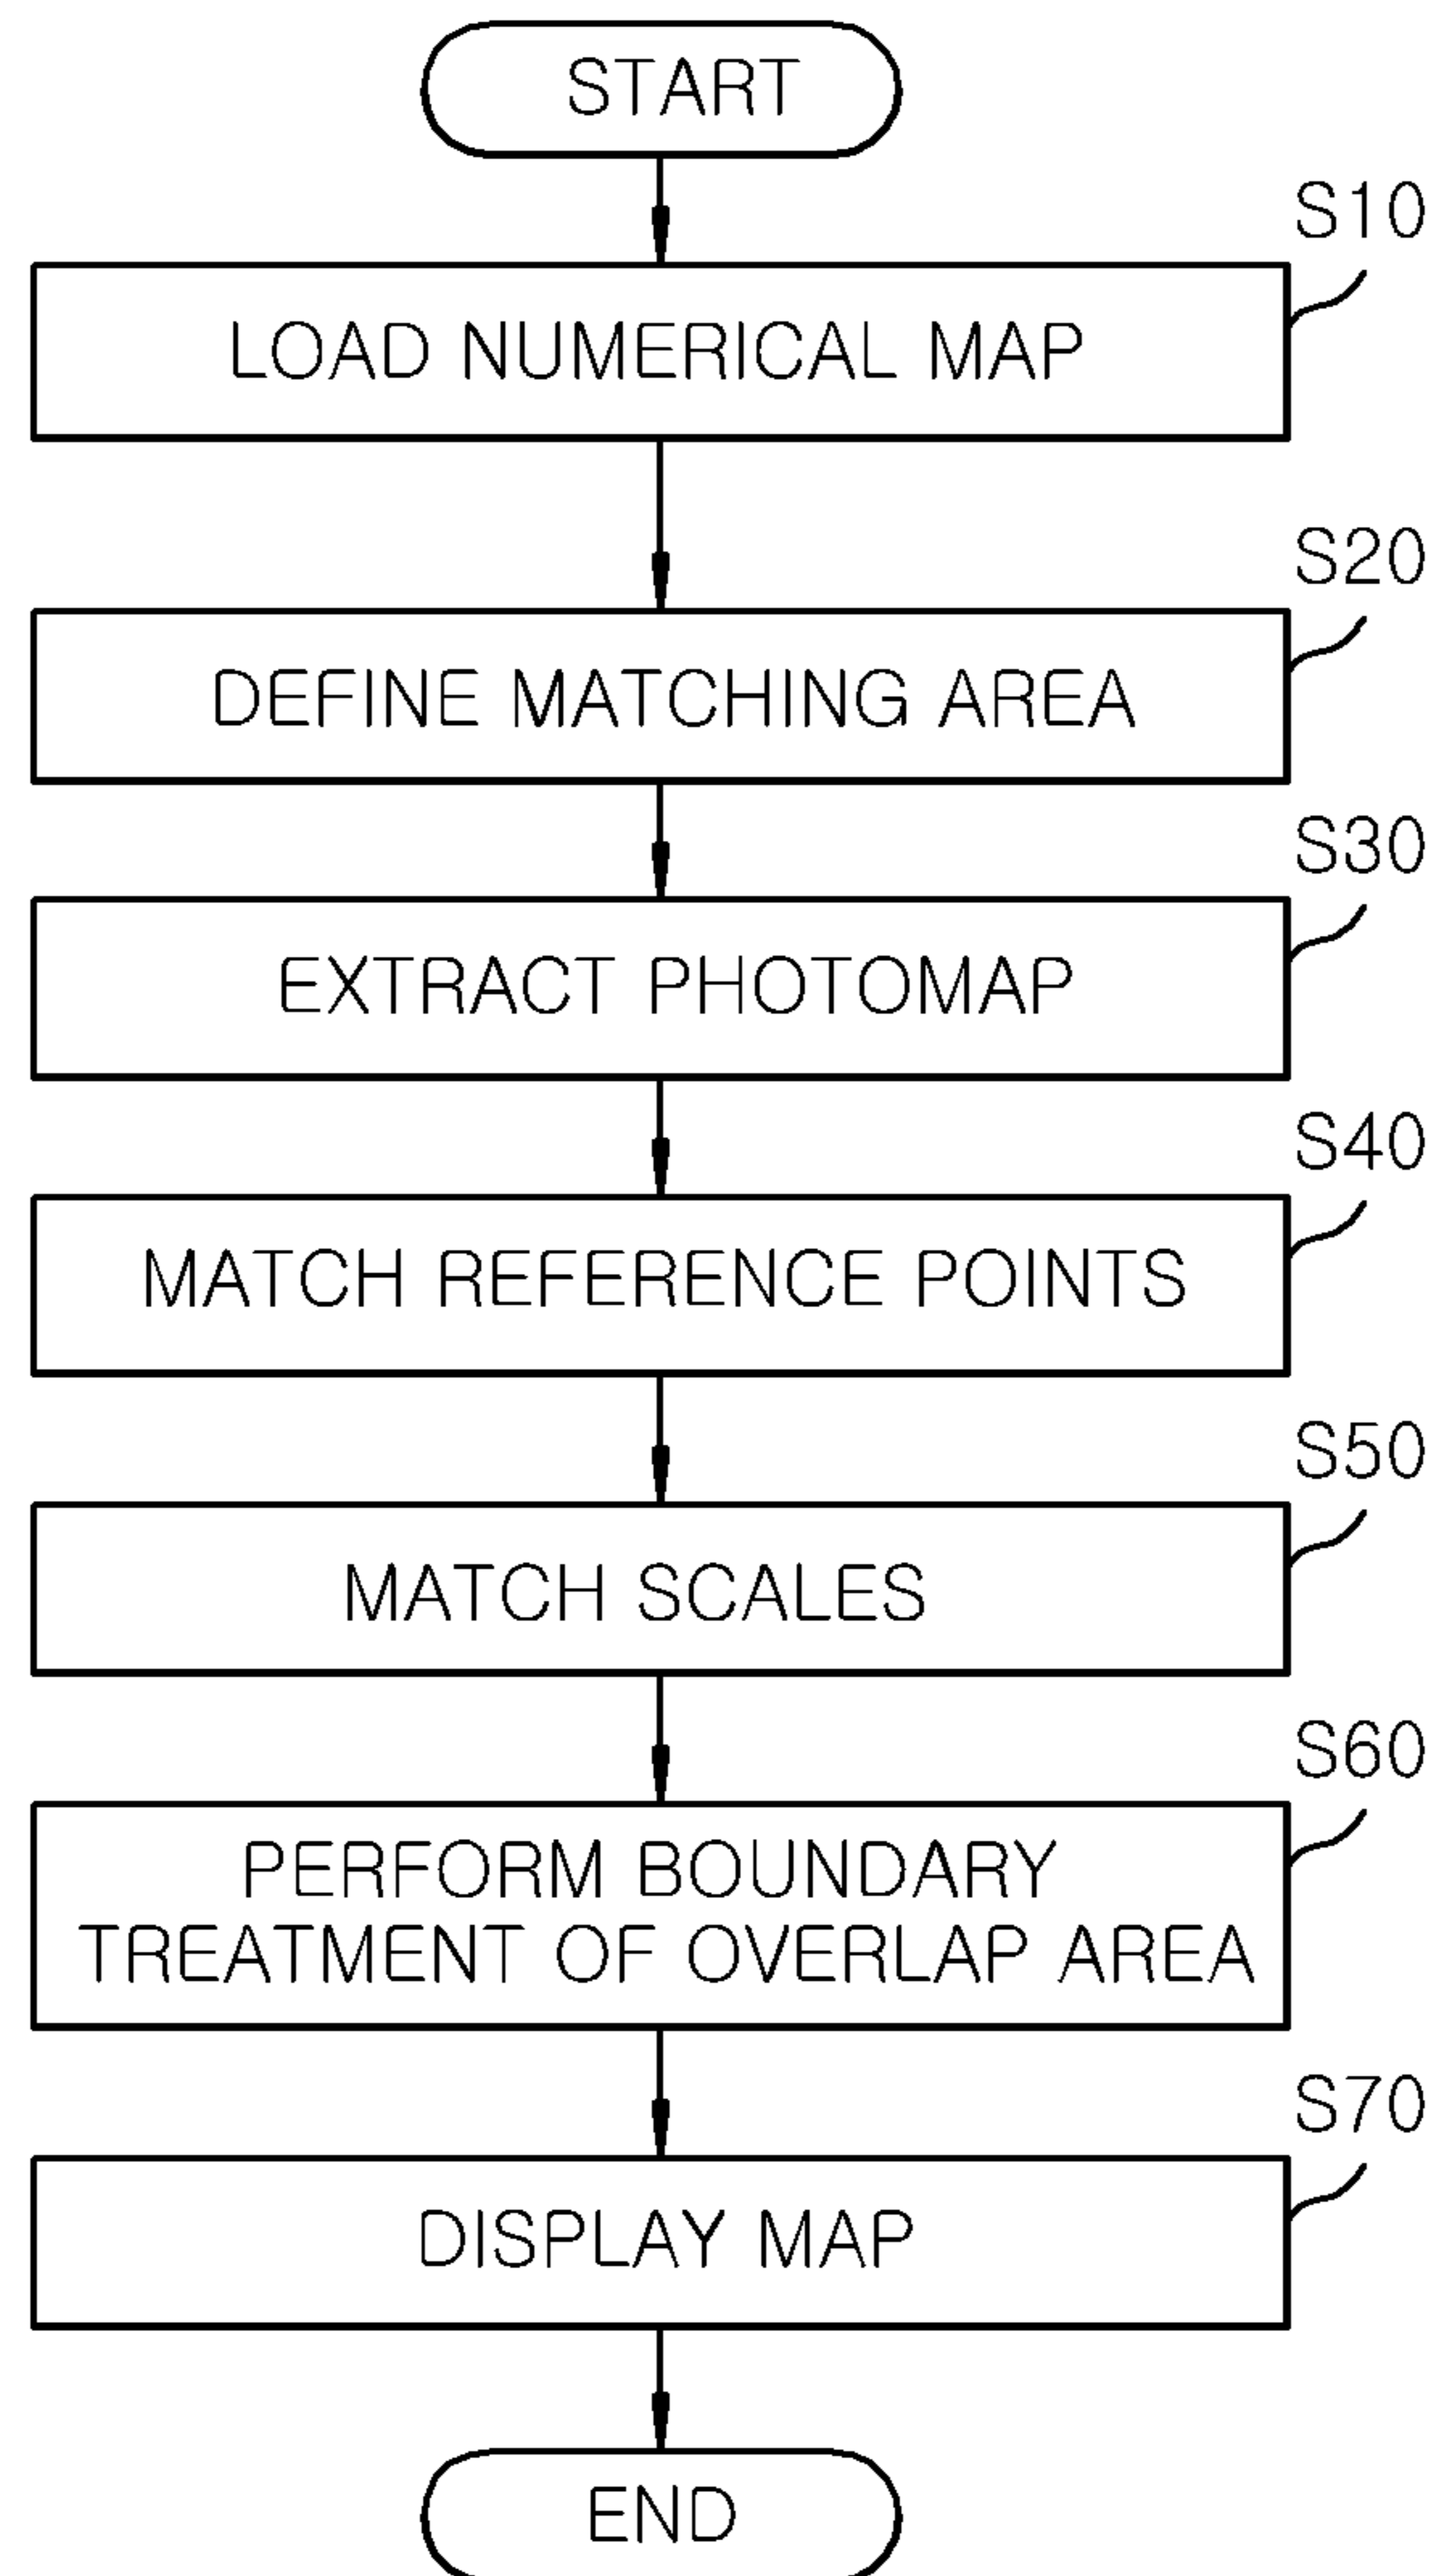 START
S10
LOAD NUMERICAL MAP
S20
DEFINE MATCHING AREA
S30
EXTRACT PHOTOMAP
S40
MATCH REFERENCE POINTS
S50
MATCH SCALES
S60
PERFORM BOUNDARY
TREATMENT OF OVERLAP AREA
S70
DISPLAY MAP
END